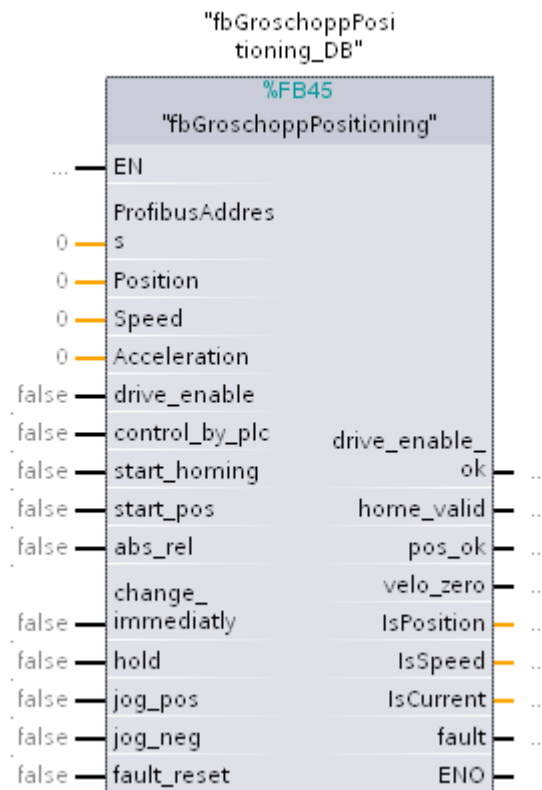 "fbGroschoppPosi
tioning_DB"
%FB45
"fbGroschoppPositioning"
... EN
ProfibusAddres
0 s
0 Position
0 Speed
0 Acceleration
false drive_enable
false control_by_plc drive_enable_
false start_homing ok ...
false start_pos home_valid ...
false abs_rel pos_ok ...
change_ velo_zero ...
false immediatly IsPosition ...
false hold IsSpeed ...
false jog_pos IsCurrent ...
false jog_neg fault ...
false fault_reset ENO